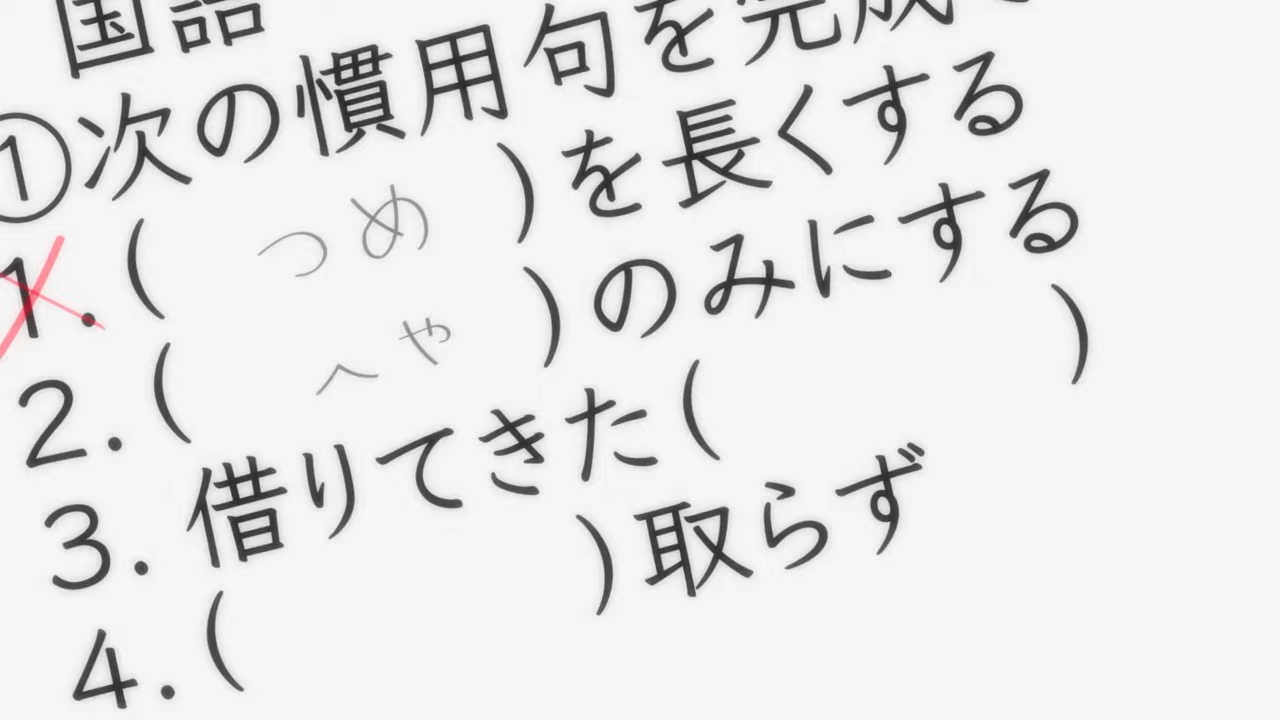 国語
①次の慣用句を完成
1.( つめ )を長くする
2.( へや )のみにする
3.借りてきた( )
4.( )取らず